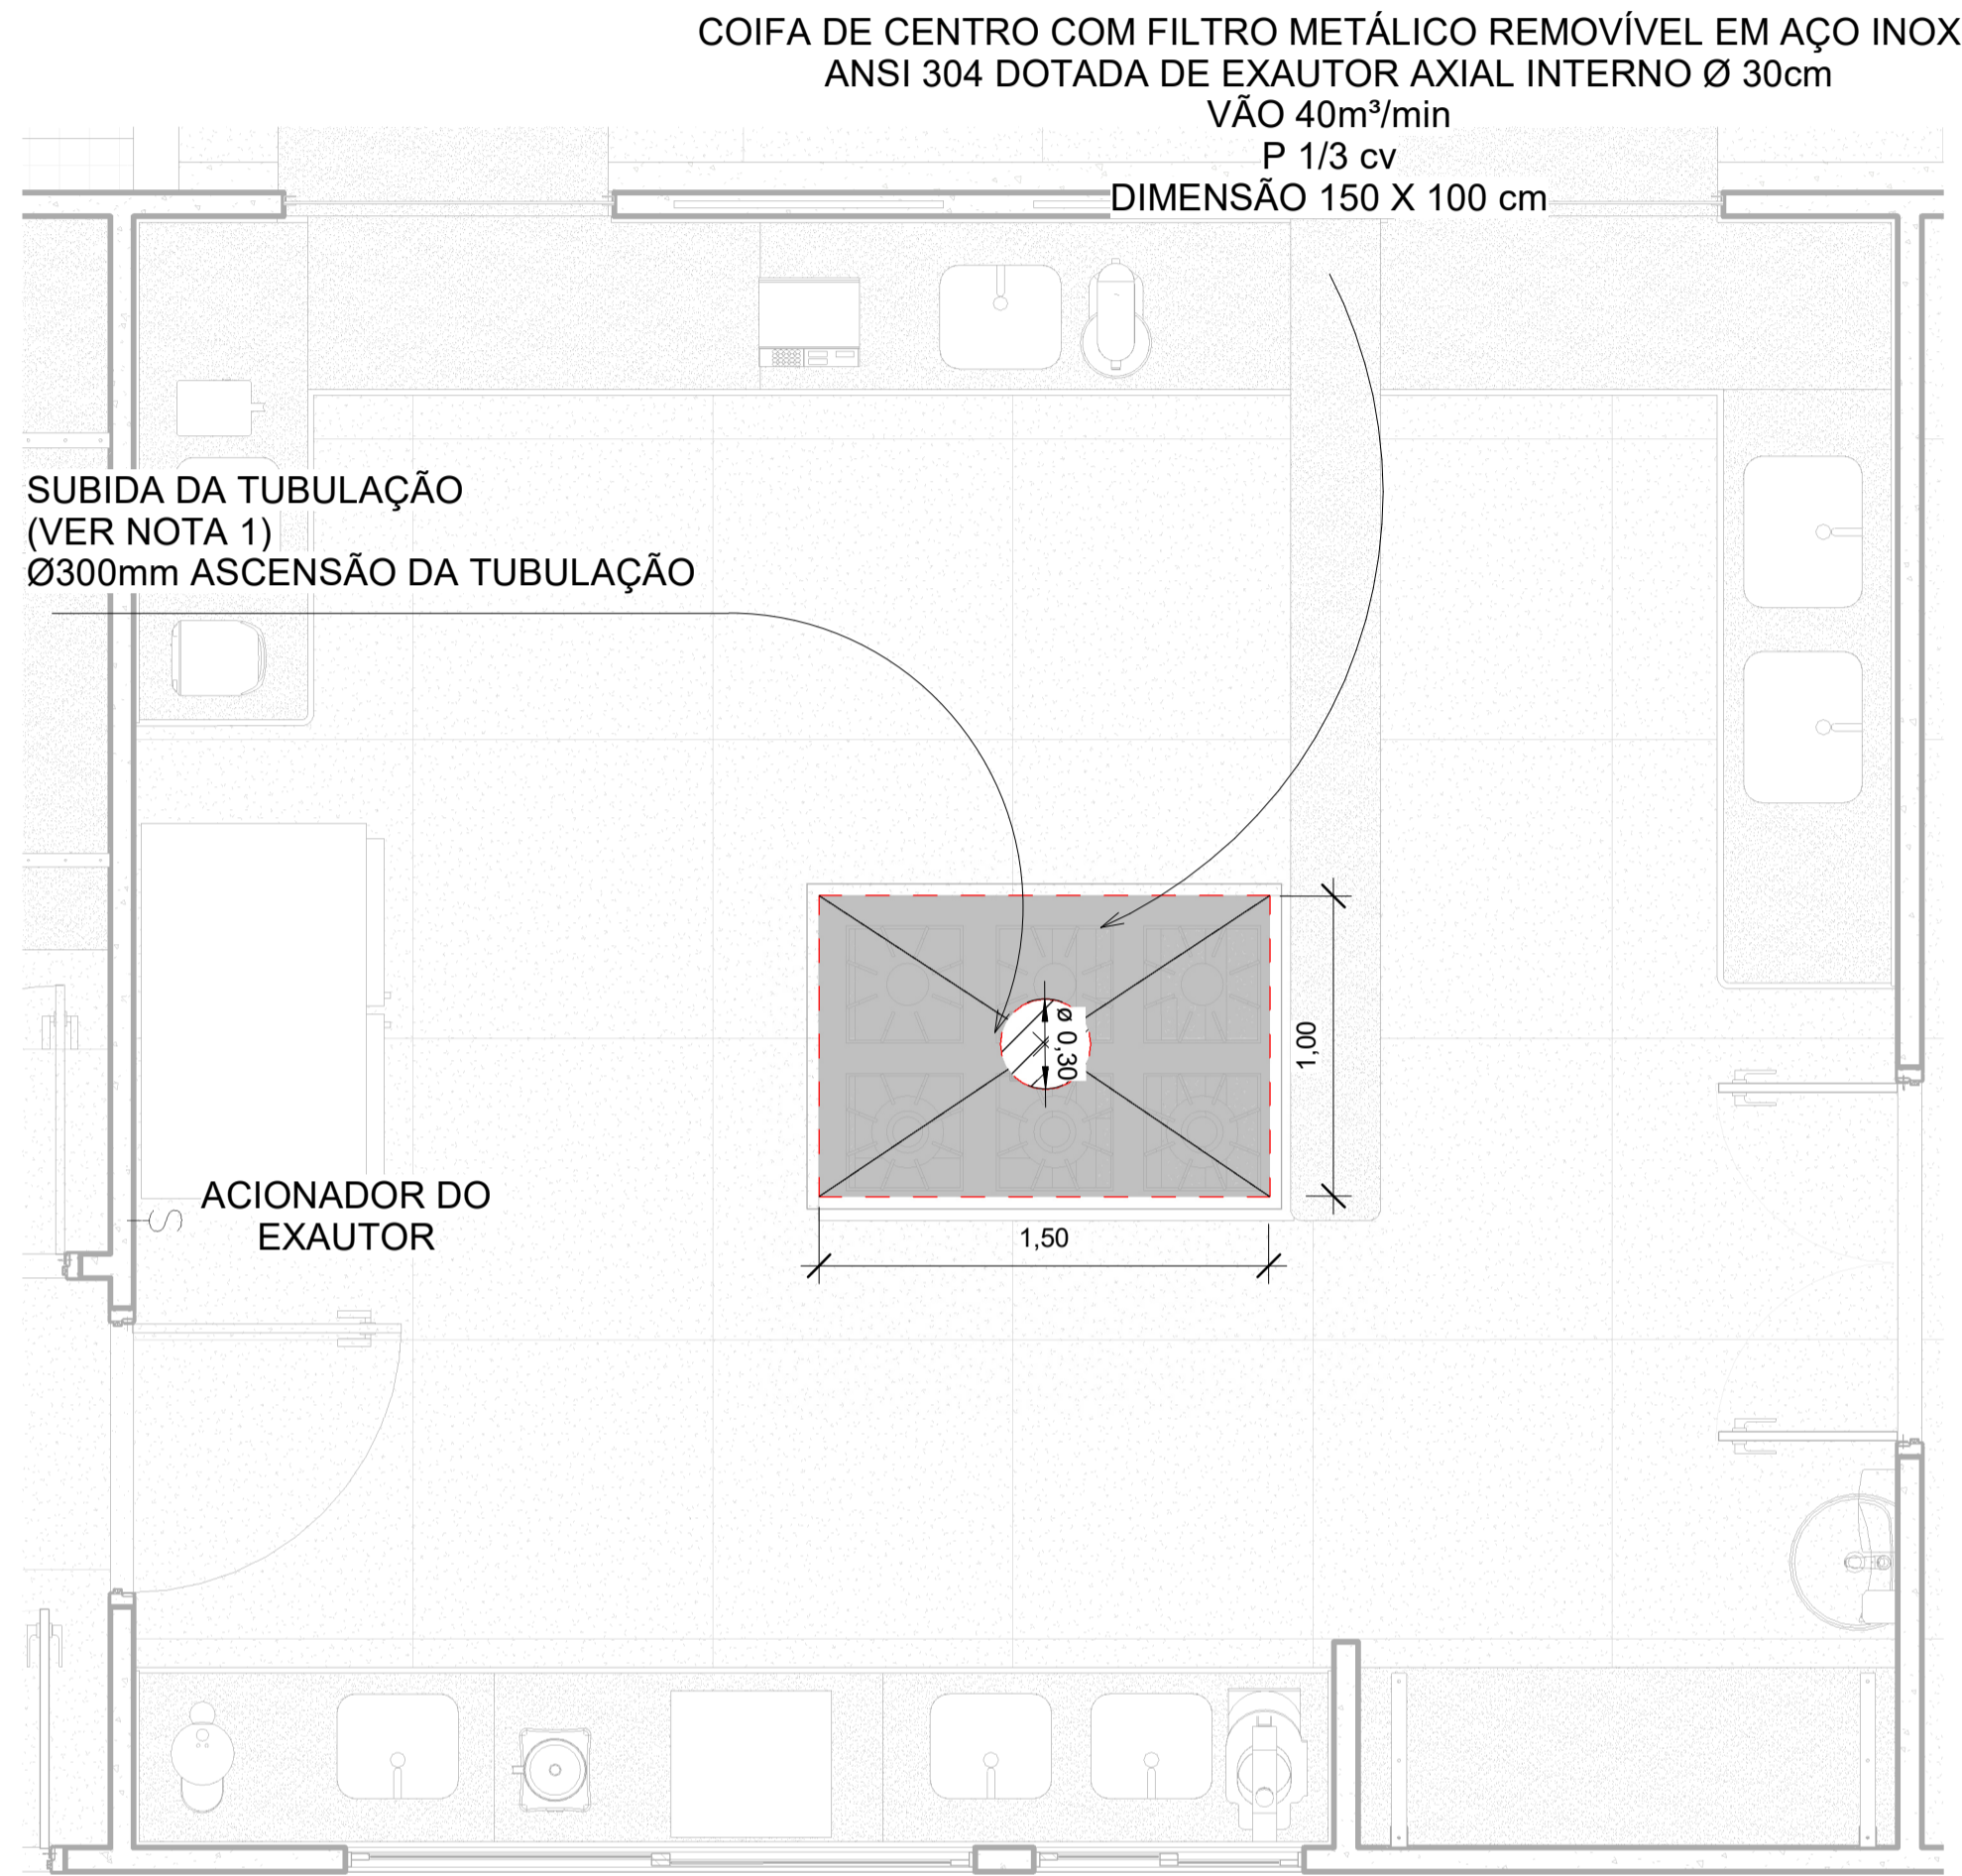 COIFA DE CENTRO COM FILTRO METÁLICO REMOVÍVEL EM AÇO INOX
ANSI 304 DOTADA DE EXAUTOR AXIAL INTERNO Ø 30cm
VÃO 40m³/min
P 1/3 cv
DIMENSÃO 150 X 100 cm
SUBIDA DA TUBULAÇÃO
(VER NOTA 1)
Ø300mm ASCENSÃO DA TUBULAÇÃO
ø 0,30
1,00
ACIONADOR DO
EXAUTOR
S
1,50